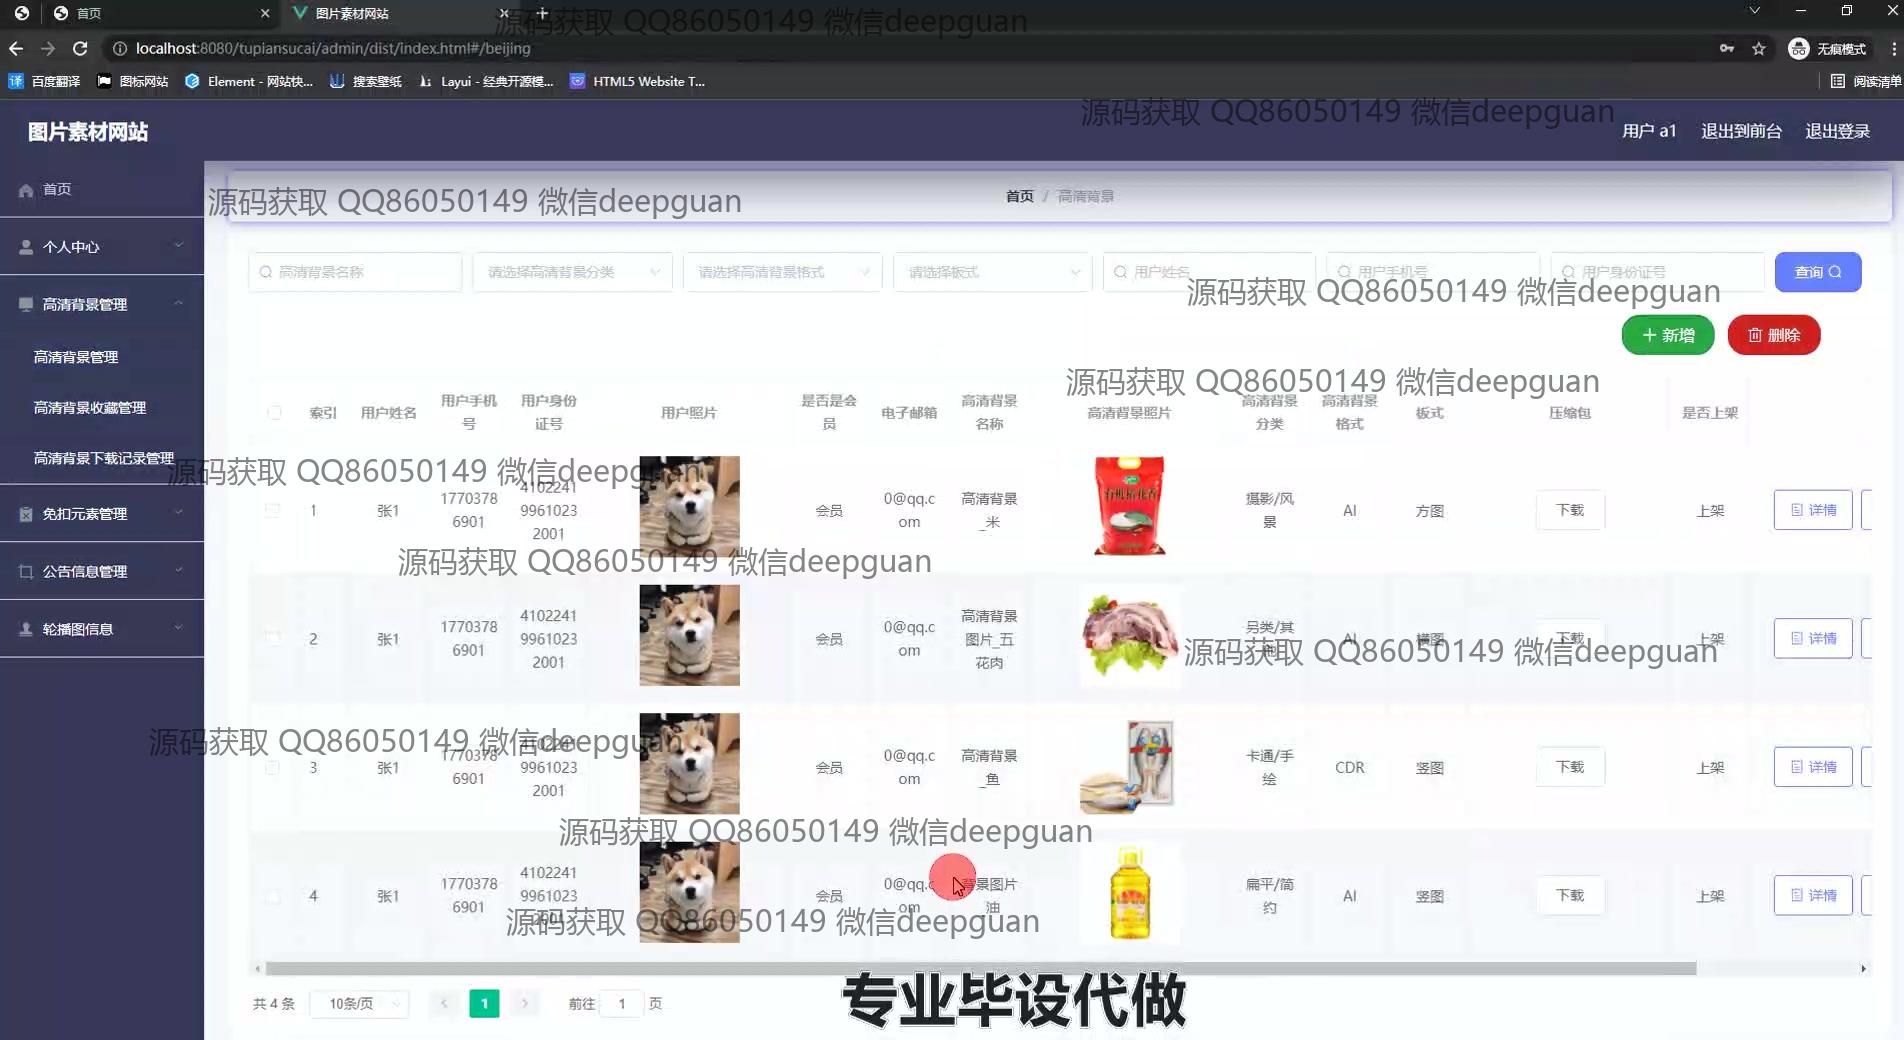 首页
图片素材网站
源码获取 QQ86050149 微信deepguan
localhost:8080/tupiansucai/admin/dist/index.html#/beijing
无痕模式
百度翻译
图标网站
Element - 网站快...
搜索壁纸
Layui - 经典开源模...
HTML5 Website T...
阅读清单
源码获取 QQ86050149 微信deepguan
图片素材网站
用户 a1
退出到前台
退出登录
首页
个人中心
高清背景管理
高清背景管理
高清背景收藏管理
高清背景下载记录管理
免扣元素管理
公告信息管理
轮播图信息
源码获取 QQ86050149 微信deepguan
首页 / 高清背景
高清背景名称
请选择高清背景分类
请选择高清背景格式
请选择板式
用户姓名
用户手机号
用户身份证号
查询
源码获取 QQ86050149 微信deepguan
新增
删除
源码获取 QQ86050149 微信deepguan
索引
用户姓名
用户手机
号
用户身份
证号
用户照片
是否是会
员
电子邮箱
高清背景
名称
高清背景照片
高清背景
分类
高清背景
格式
板式
压缩包
是否上架
源码获取 QQ86050149 微信deepguan
1
张1
1770378
6901
4102241
9961023
2001
会员
0@qq.c
om
高清背景
_米
摄影/风
景
AI
方图
下载
上架
详情
源码获取 QQ86050149 微信deepguan
2
张1
1770378
6901
4102241
9961023
2001
会员
0@qq.c
om
高清背景
图片_五
花肉
另类/其
AI
横图
下载
上架
详情
源码获取 QQ86050149 微信deepguan
源码获取 QQ86050149 微信deepguan
3
张1
1770378
6901
4102241
9961023
2001
会员
0@qq.c
om
高清背景
_鱼
卡通/手
绘
CDR
竖图
下载
上架
详情
源码获取 QQ86050149 微信deepguan
4
张1
1770378
6901
4102241
9961023
2001
会员
0@qq.c
om
背景图片
油
扁平/简
约
AI
竖图
下载
上架
详情
源码获取 QQ86050149 微信deepguan
共 4 条
10条/页
1
前往 1 页
专业毕设代做